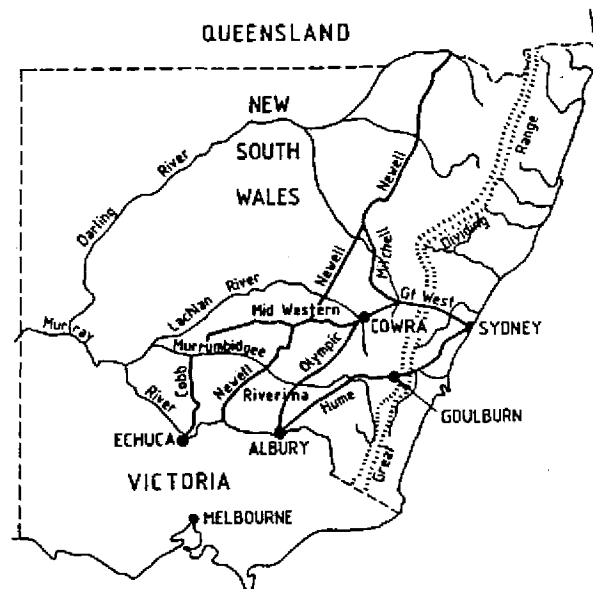 QUEENSLAND
NEW
SOUTH
WALES
Darling
River
Newell
Range
Dividing
Newell
Mitchell
Gt West
Lachlan
River
Mid Western
COWRA
SYDNEY
Murray
River
Murrumbidgee
Cobb
Newell
Olympic
Riverina
Hume
GOULBURN
ECHUCA
ALBURY
Great
VICTORIA
MELBOURNE